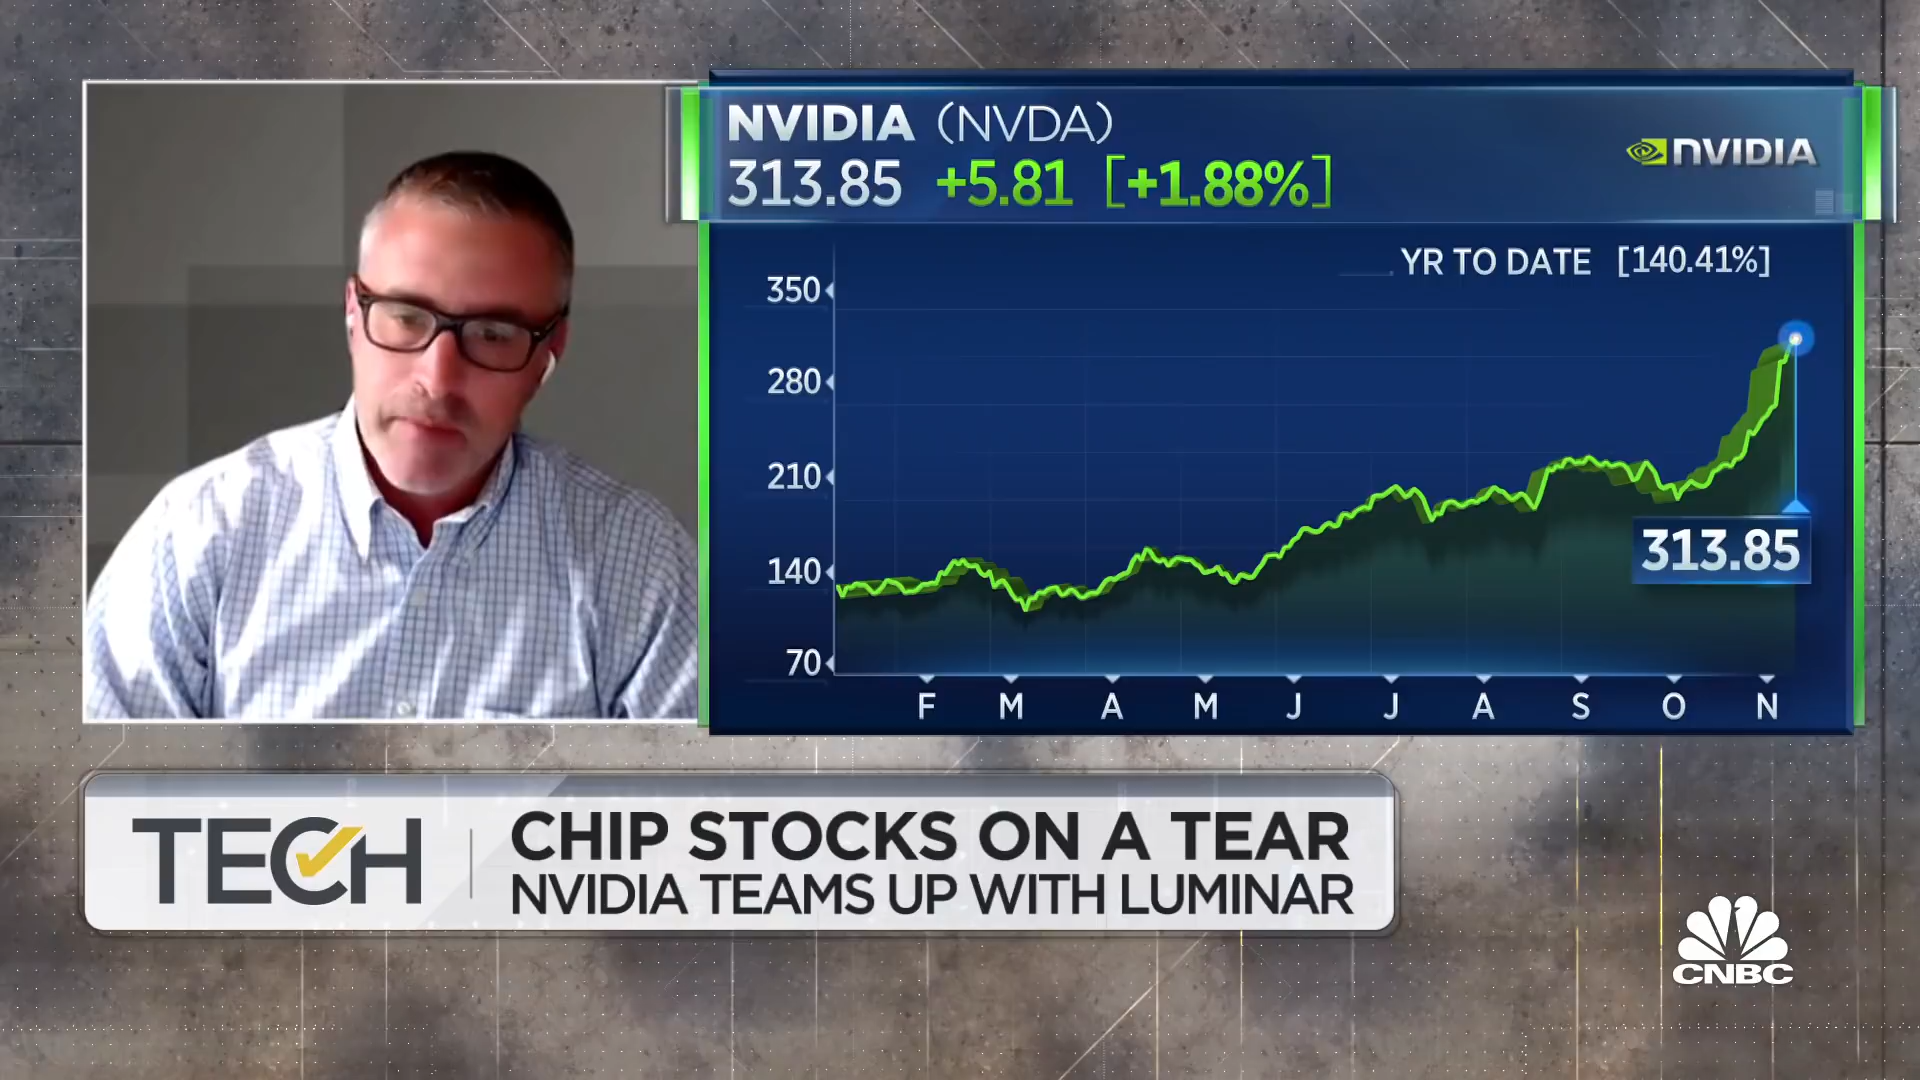 NVIDIA (NVDA)
313.85 +5.81 [+1.88%]
NVIDIA
YR TO DATE [140.41%]
350
280
210
140
70
313.85
F M A M J J A S O N
TECH
CHIP STOCKS ON A TEAR
NVIDIA TEAMS UP WITH LUMINAR
CNBC